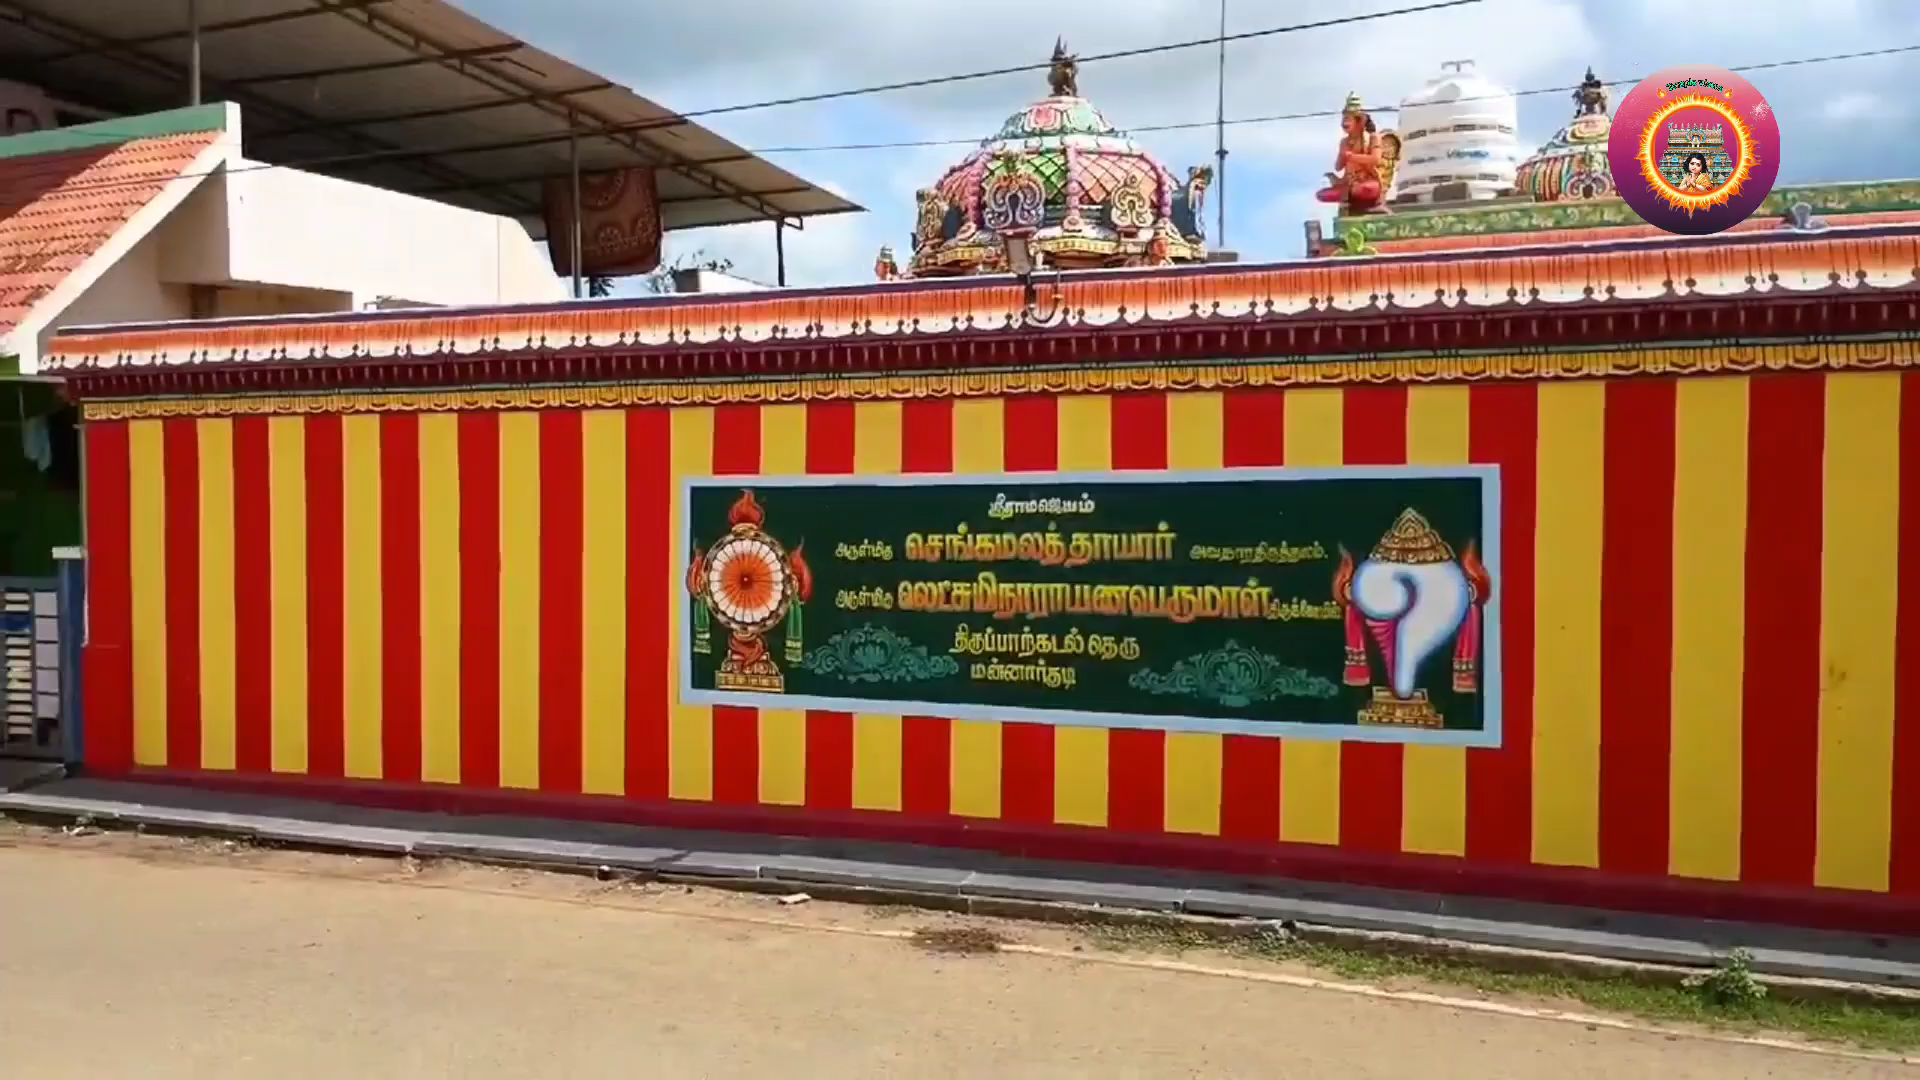 ஸ்ரீராமஜெயம்
அருள்மிகு செங்கமலத்தாயார் அவதாரதிருத்தலம்.
அருள்மிகு லெட்சுமிநாராயணபெருமாள் திருக்கோயில்
திருப்பாற்கடல் தெரு
மன்னார்குடி